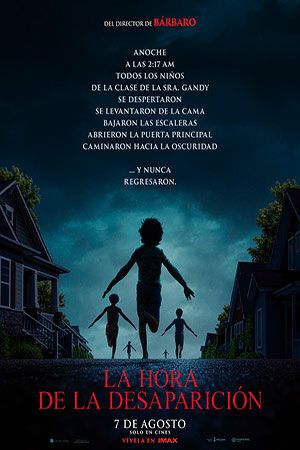 DEL DIRECTOR DE BÁRBARO
ANOCHE
A LAS 2:17 AM
TODOS LOS NIÑOS
DE LA CLASE DE LA SRA. GANDY
SE DESPERTARON
SE LEVANTARON DE LA CAMA
BAJARON LAS ESCALERAS
ABRIERON LA PUERTA PRINCIPAL
CAMINARON HACIA LA OSCURIDAD
... Y NUNCA
REGRESARON.
LA HORA
DE LA DESAPARICIÓN
7 DE AGOSTO
SOLO EN CINES
VÍVELA EN IMAX